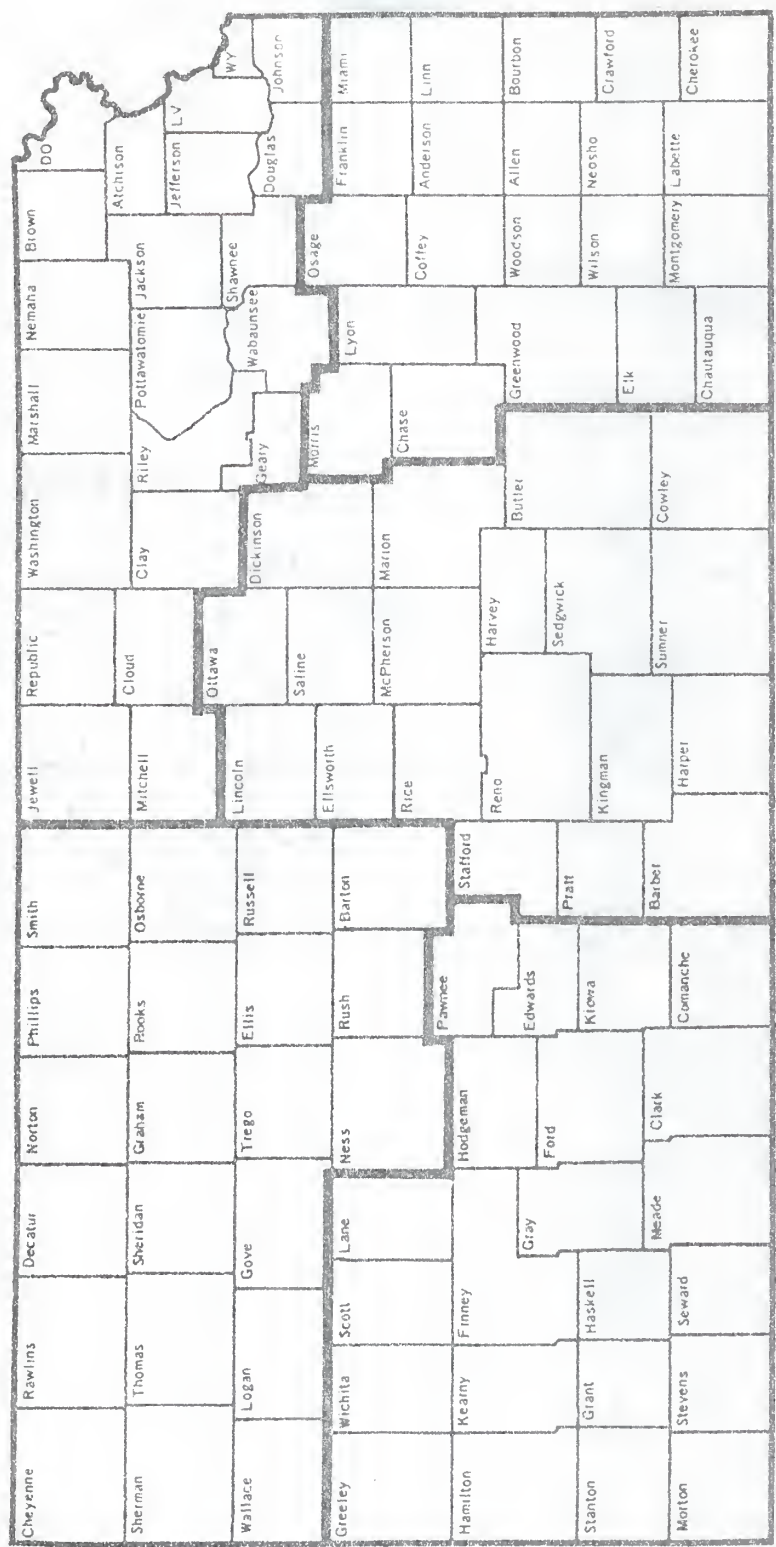 Cheyenne
Rawlins
Decatur
Norton
Phillips
Smith
Jewell
Republic
Washington
Marshall
Nemaha
Brown
DO
Sherman
Thomas
Sheridan
Graham
Rooks
Osborne
Mitchell
Cloud
Clay
Riley
Pottawatomie
Jackson
Atchison
Jefferson
LV
WY
Wallace
Logan
Gove
Trego
Ellis
Russell
Lincoln
Ottawa
Dickinson
Geary
Wabaunsee
Shawnee
Douglas
Johnson
Greeley
Wichita
Scott
Lane
Ness
Rush
Barton
Ellsworth
Saline
Morris
Lyon
Osage
Franklin
Miami
Rice
McPherson
Marion
Chase
Coffey
Anderson
Linn
Hamilton
Kearny
Finney
Hodgeman
Pawnee
Stafford
Reno
Harvey
Butler
Greenwood
Woodson
Allen
Bourbon
Gray
Ford
Edwards
Pratt
Kingman
Sedgwick
Elk
Wilson
Neosho
Crawford
Stanton
Grant
Haskell
Kiowa
Morton
Stevens
Seward
Meade
Clark
Comanche
Barber
Harper
Sumner
Cowley
Chautauqua
Montgomery
Labette
Cherokee